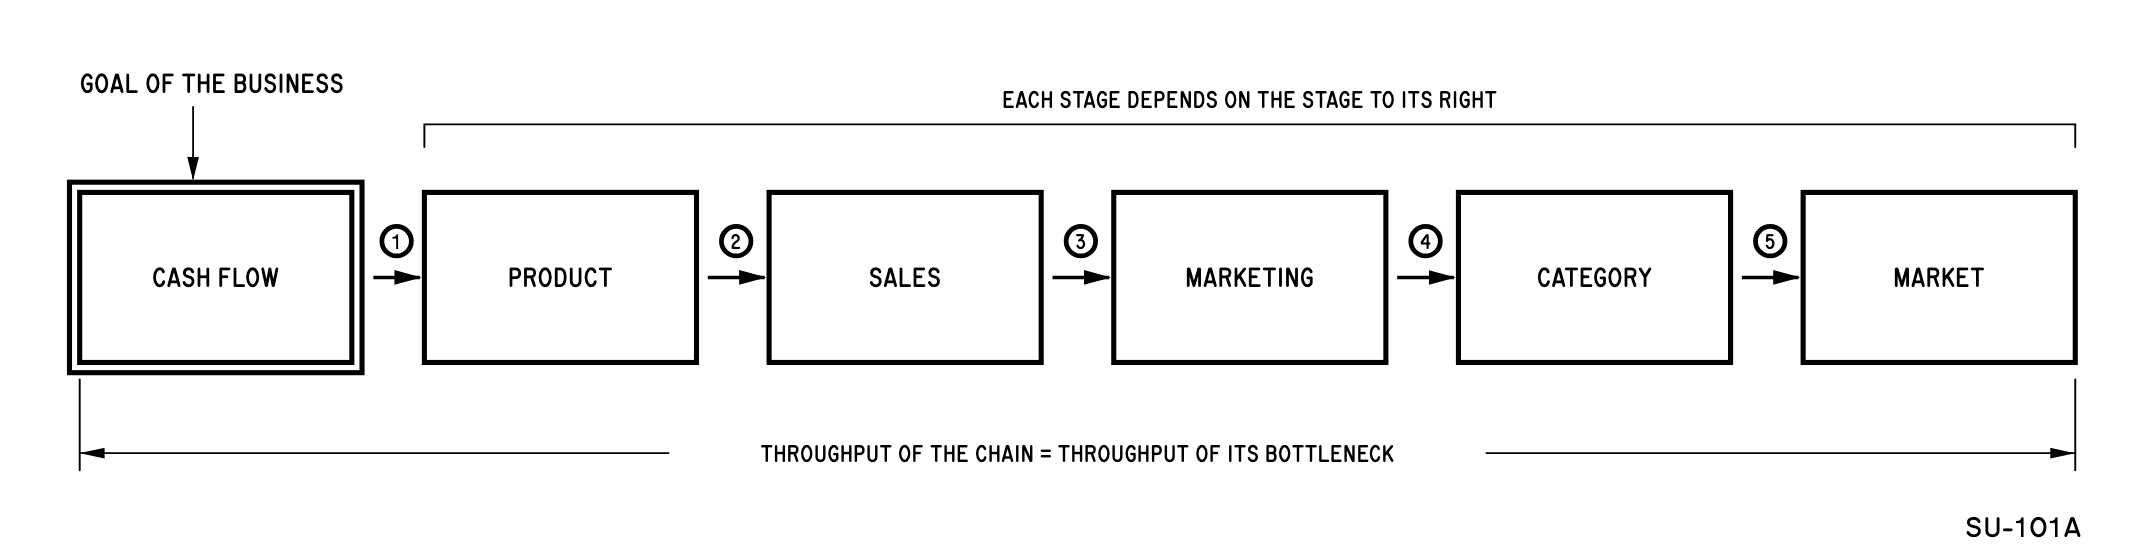 GOAL OF THE BUSINESS
EACH STAGE DEPENDS ON THE STAGE TO ITS RIGHT
1
2
3
4
5
CASH FLOW
PRODUCT
SALES
MARKETING
CATEGORY
MARKET
THROUGHPUT OF THE CHAIN = THROUGHPUT OF ITS BOTTLENECK
SU-101A